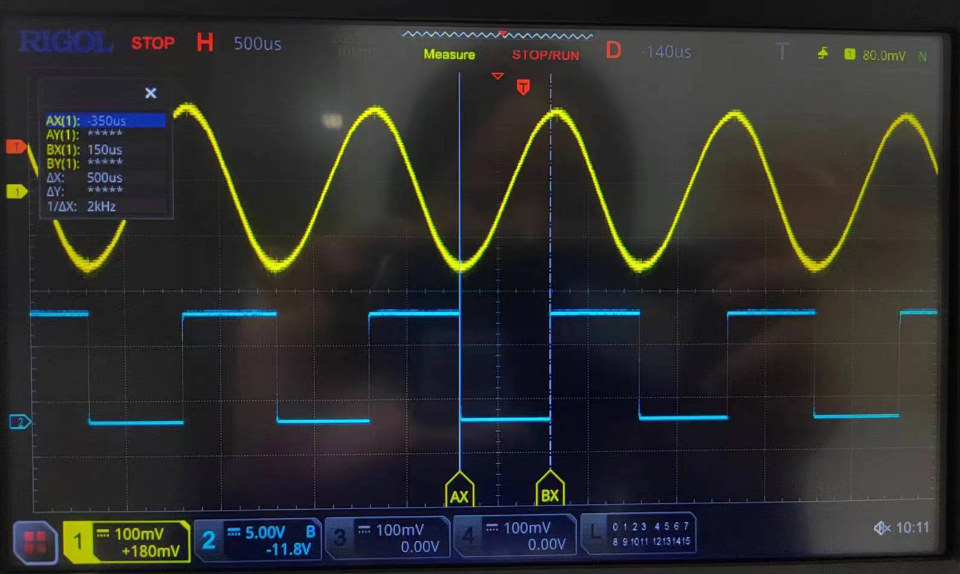 RIGOL STOP H 500us Measure STOP/RUN D -140us T 1 80.0mV N
T
AX(1): -350us
AY(1): *****
BX(1): 150us
BY(1): *****
ΔX: 500us
ΔY: *****
1/ΔX: 2kHz
T
1
2
AX BX
1 100mV +180mV
2 5.00V B -11.8V
3 100mV 0.00V
4 100mV 0.00V
L 0 1 2 3 4 5 6 7
8 9 10 11 12 13 14 15
10:11